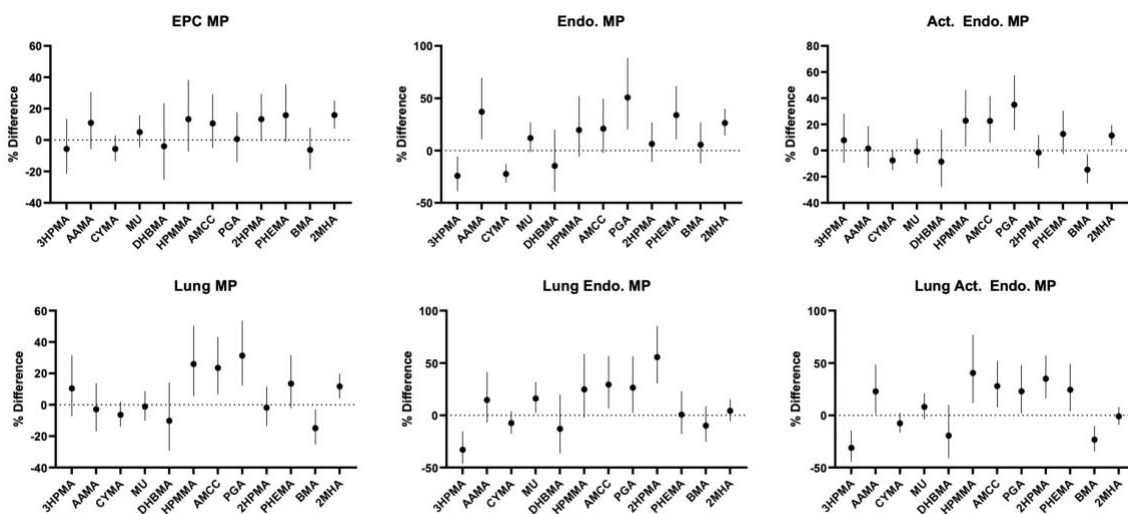 EPC MP
% Difference
60
40
20
0
-20
-40
3HPMA AAMA CYMA MU DHBMA HPMMA AMCC PGA 2HPMA PHEMA BMA 2MHA
Endo. MP
% Difference
100
50
0
-50
3HPMA AAMA CYMA MU DHBMA HPMMA AMCC PGA 2HPMA PHEMA BMA 2MHA
Act. Endo. MP
% Difference
80
60
40
20
0
-20
-40
3HPMA AAMA CYMA MU DHBMA HPMMA AMCC PGA 2HPMA PHEMA BMA 2MHA
Lung MP
% Difference
60
40
20
0
-20
-40
3HPMA AAMA CYMA MU DHBMA HPMMA AMCC PGA 2HPMA PHEMA BMA 2MHA
Lung Endo. MP
% Difference
100
50
0
-50
3HPMA AAMA CYMA MU DHBMA HPMMA AMCC PGA 2HPMA PHEMA BMA 2MHA
Lung Act. Endo. MP
% Difference
100
50
0
-50
3HPMA AAMA CYMA MU DHBMA HPMMA AMCC PGA 2HPMA PHEMA BMA 2MHA